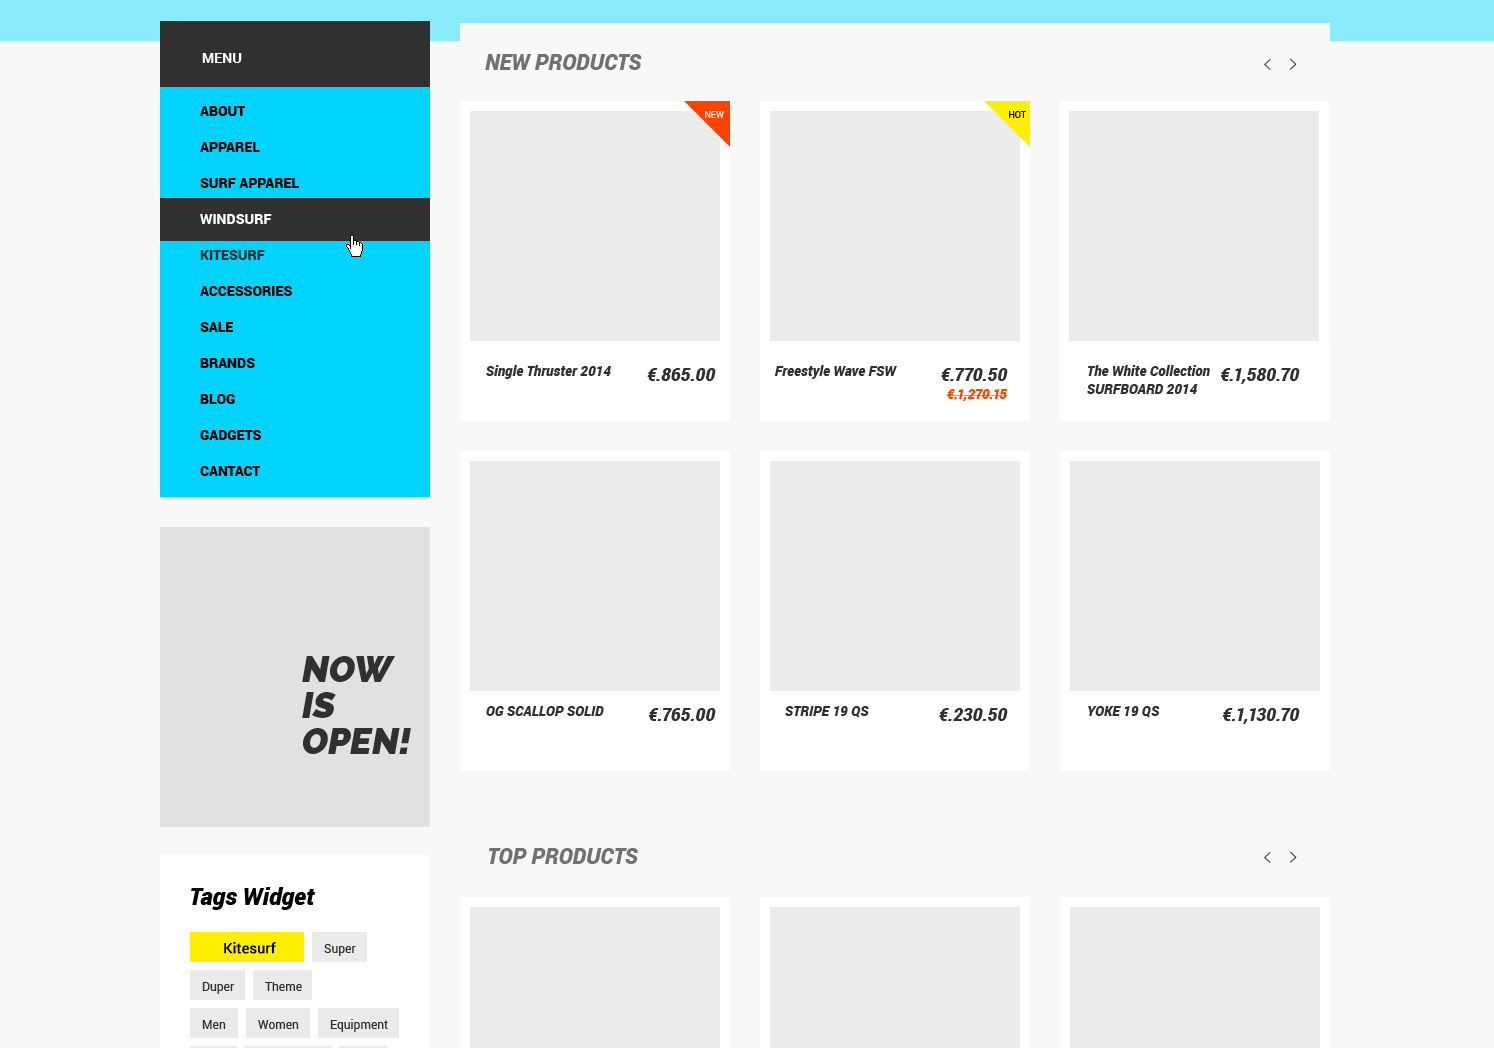 MENU
ABOUT
APPAREL
SURF APPAREL
WINDSURF
KITESURF
ACCESSORIES
SALE
BRANDS
BLOG
GADGETS
CANTACT
NOW
IS
OPEN!
Tags Widget
Kitesurf Super
Duper Theme
Men Women Equipment
NEW PRODUCTS
NEW
Single Thruster 2014 €.865.00
HOT
Freestyle Wave FSW €.770.50
€.1,270.15
The White Collection €.1,580.70
SURFBOARD 2014
OG SCALLOP SOLID €.765.00
STRIPE 19 QS €.230.50
YOKE 19 QS €.1,130.70
TOP PRODUCTS